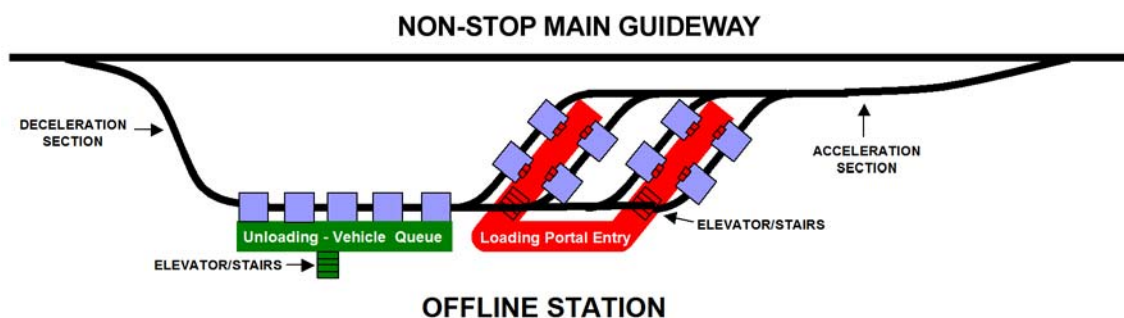 NON-STOP MAIN GUIDEWAY
DECELERATION
SECTION
ACCELERATION
SECTION
ELEVATOR/STAIRS
Unloading - Vehicle Queue
Loading Portal Entry
ELEVATOR/STAIRS
OFFLINE STATION